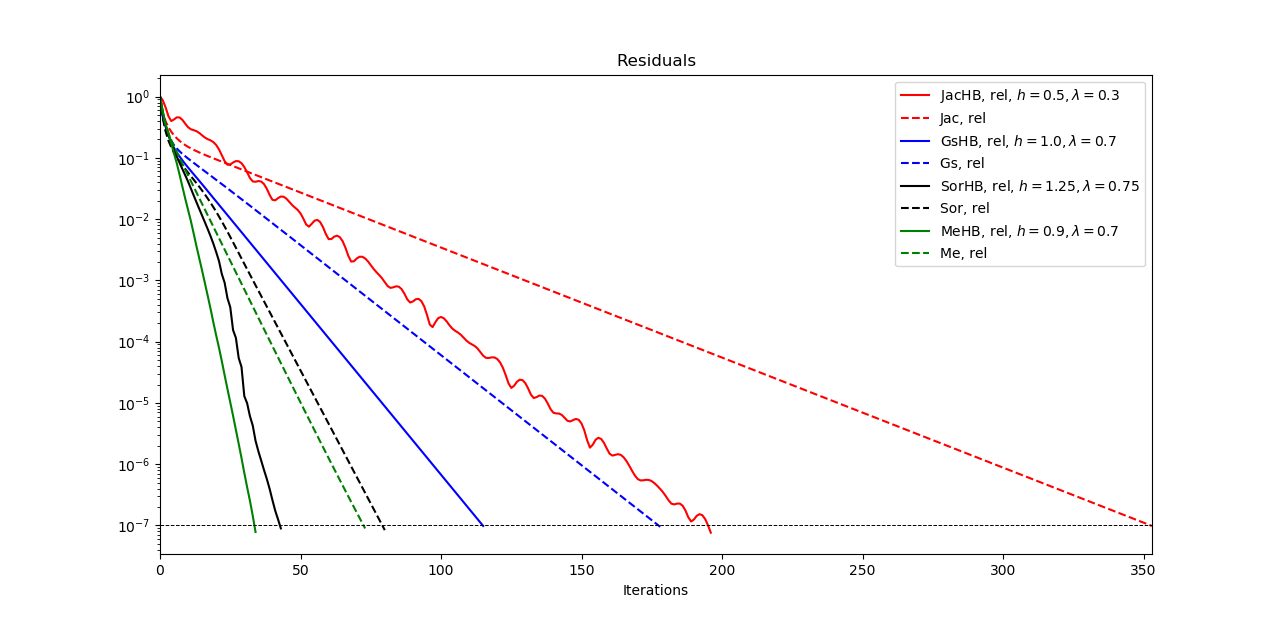 Residuals
10⁰
10⁻¹
10⁻²
10⁻³
10⁻⁴
10⁻⁵
10⁻⁶
10⁻⁷
JacHB, rel, h = 0.5, λ = 0.3
Jac, rel
GsHB, rel, h = 1.0, λ = 0.7
Gs, rel
SorHB, rel, h = 1.25, λ = 0.75
Sor, rel
MeHB, rel, h = 0.9, λ = 0.7
Me, rel
0 50 100 150 200 250 300 350
Iterations